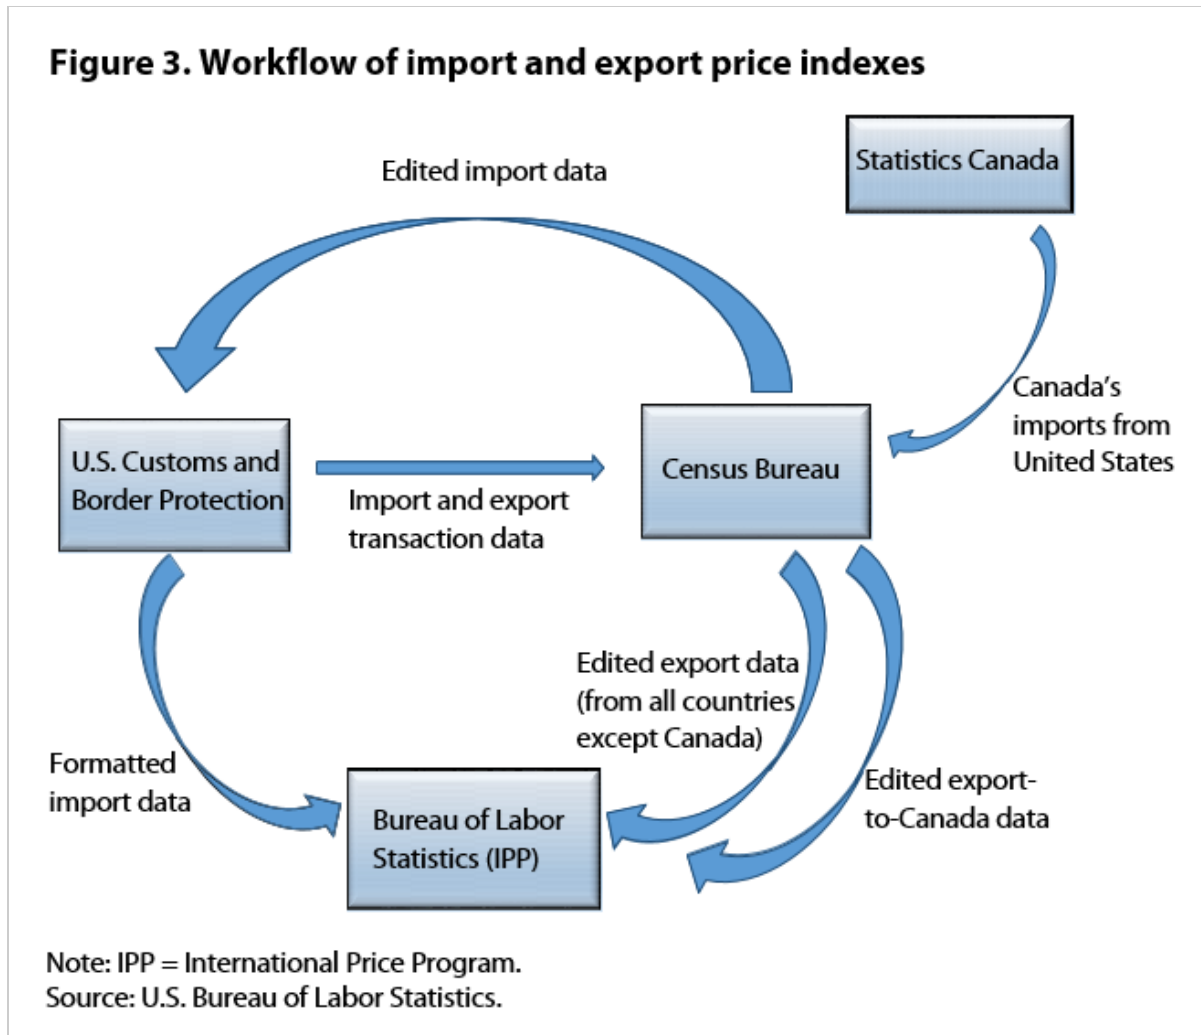 Figure 3. Workflow of import and export price indexes
Statistics Canada
Edited import data
Canada's
imports from
United States
U.S. Customs and
Border Protection
Import and export
transaction data
Census Bureau
Edited export data
(from all countries
except Canada)
Formatted
import data
Bureau of Labor
Statistics (IPP)
Edited export-
to-Canada data
Note: IPP = International Price Program.
Source: U.S. Bureau of Labor Statistics.